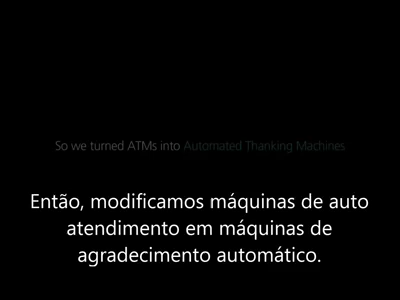 So we turned ATMs into Automated Thanking Machines
Então, modificamos máquinas de auto
atendimento em máquinas de
agradecimento automático.